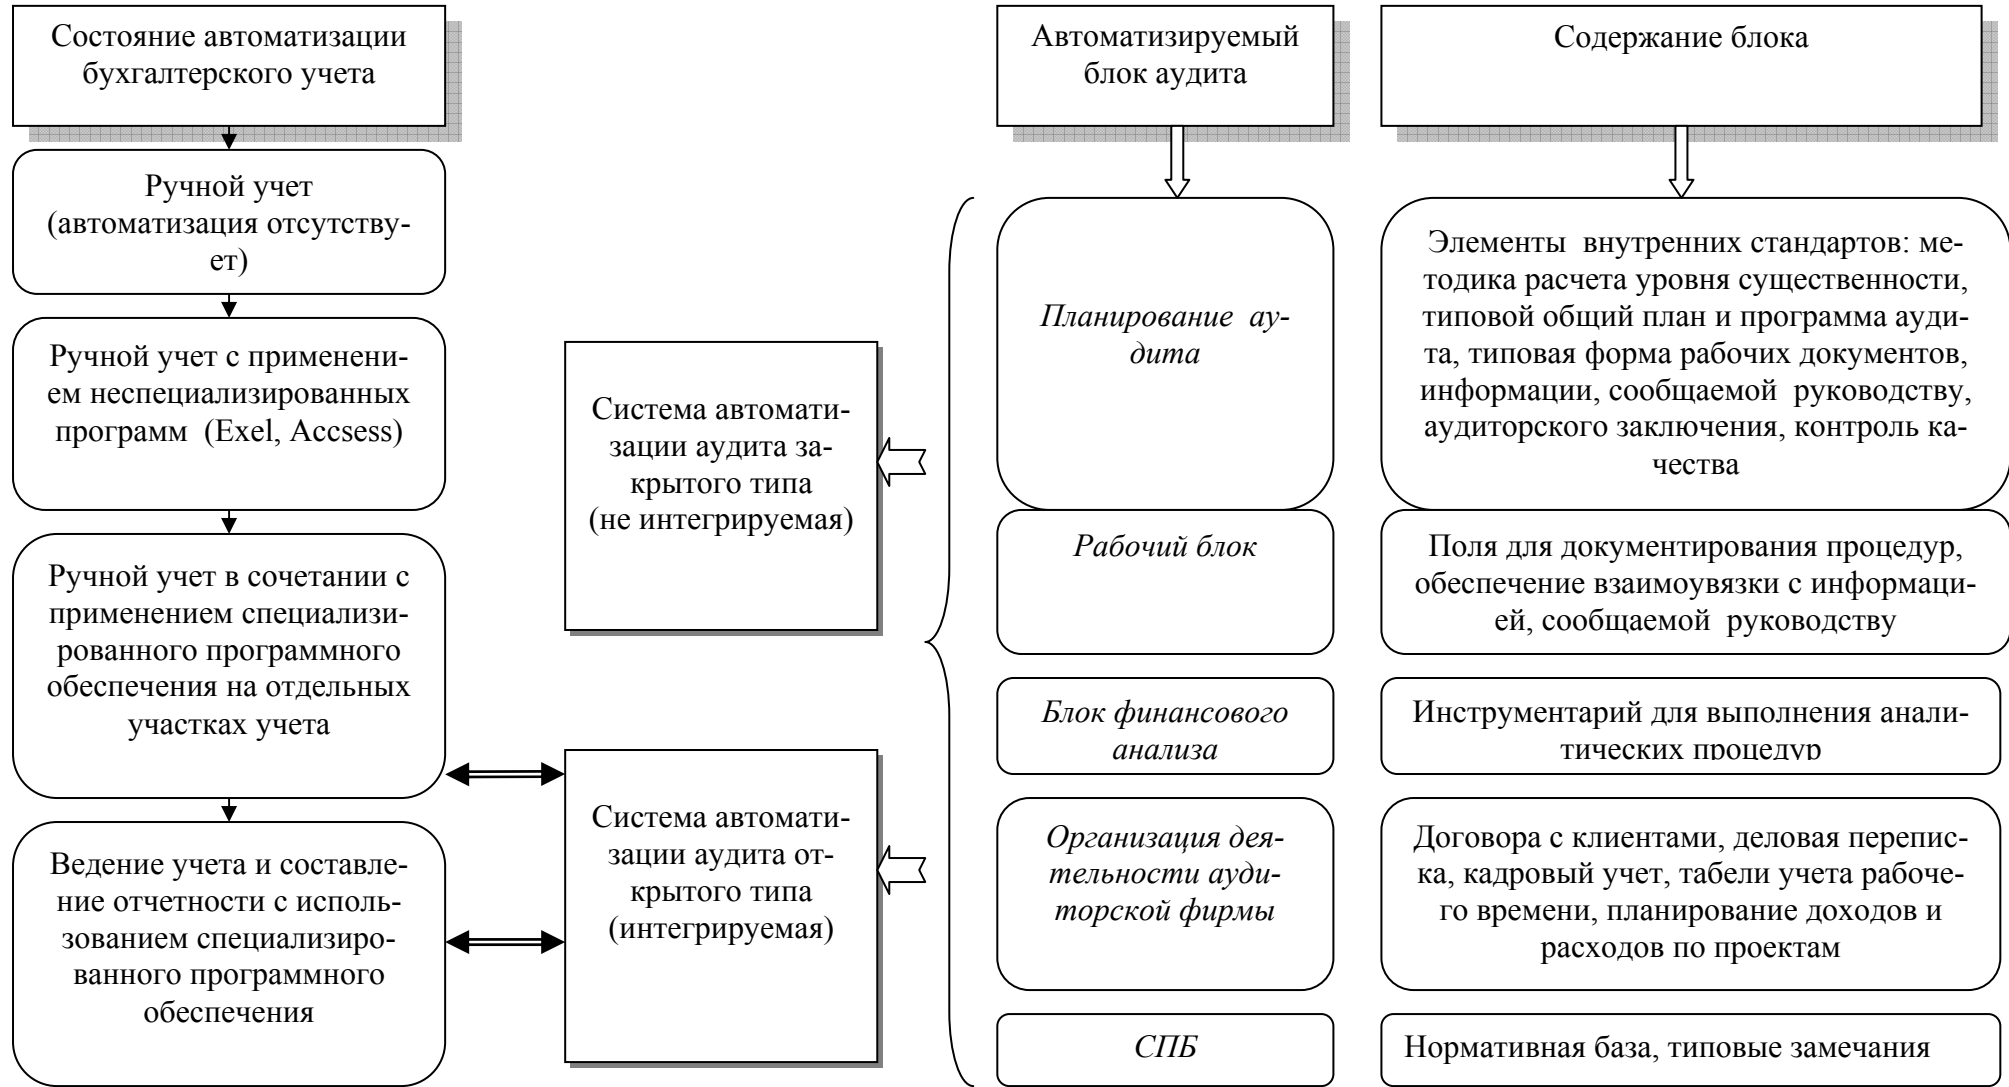 Состояние автоматизации
бухгалтерского учета
Ручной учет
(автоматизация отсутству-
ет)
Ручной учет с применени-
ем неспециализированных
программ  (Exel, Accsess)
Ручной учет в сочетании с
применением специализи-
рованного программного
обеспечения на отдельных
участках учета
Ведение учета и составле-
ние отчетности с исполь-
зованием специализиро-
ванного программного
обеспечения
Система автомати-
зации аудита за-
крытого типа
(не интегрируемая)
Система автомати-
зации аудита от-
крытого типа
(интегрируемая)
Автоматизируемый
блок аудита
Планирование  ау-
дита
Рабочий блок
Блок финансового
анализа
Организация дея-
тельности ауди-
торской фирмы
СПБ
Содержание блока
Элементы  внутренних стандартов: ме-
тодика расчета уровня существенности,
типовой общий план и программа ауди-
та, типовая форма рабочих документов,
информации, сообщаемой  руководству,
аудиторского заключения, контроль ка-
чества
Поля для документирования процедур,
обеспечение взаимоувязки с информаци-
ей, сообщаемой  руководству
Инструментарий для выполнения анали-
тических процедур
Договора с клиентами, деловая переписк-
ка, кадровый учет, табели учета рабоче-
го времени, планирование доходов и
расходов по проектам
Нормативная база, типовые замечания